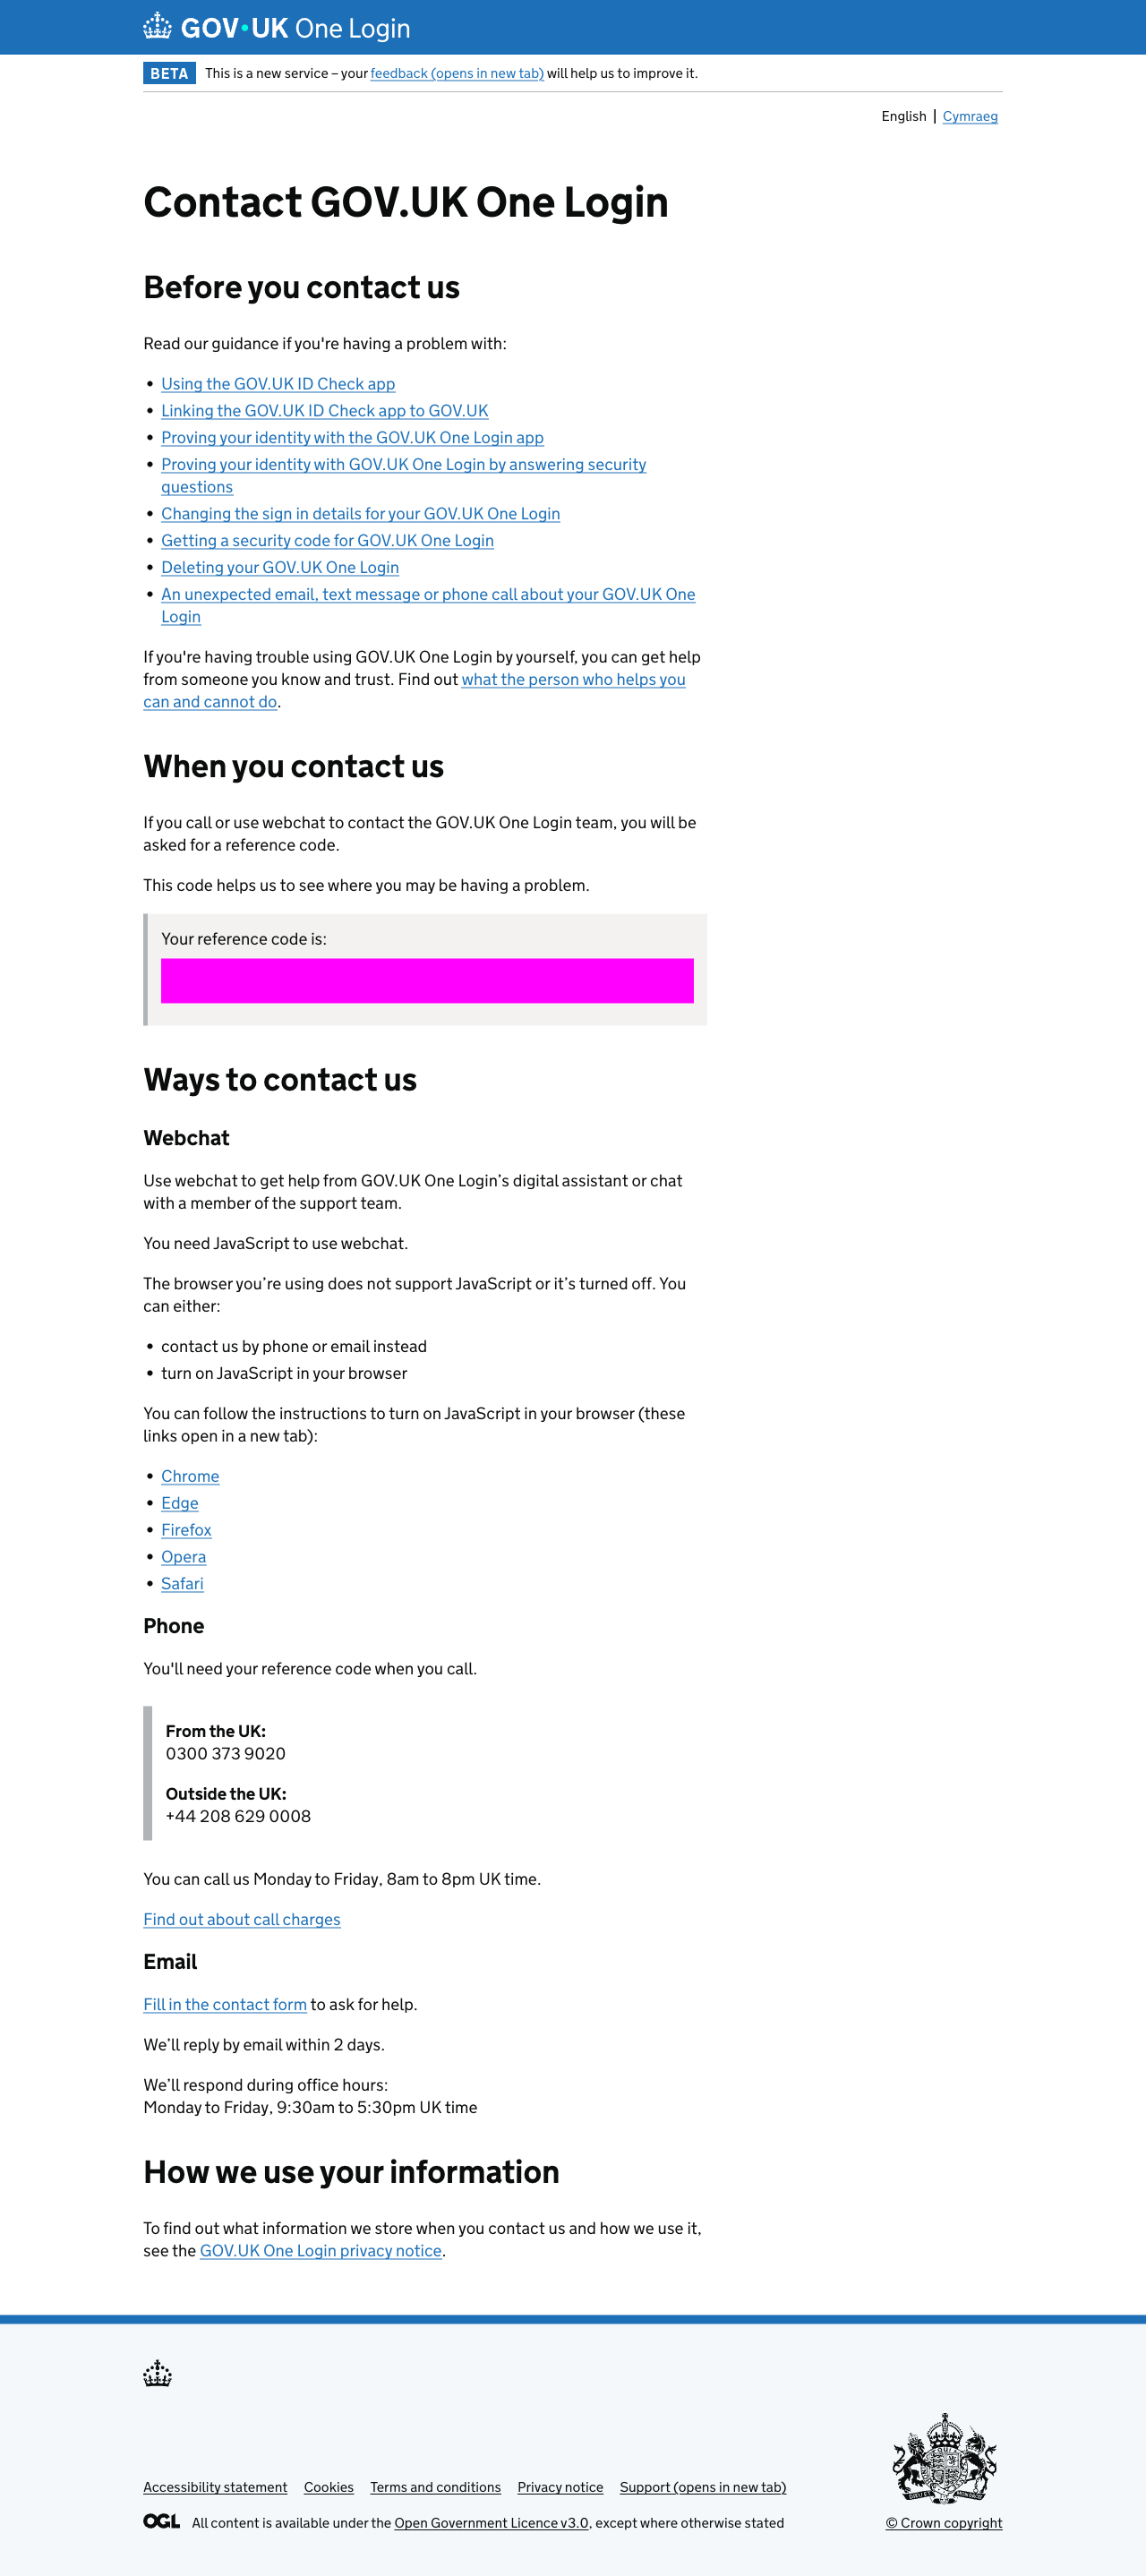 GOV.UK One Login
BETA This is a new service – your feedback (opens in new tab) will help us to improve it.
English | Cymraeg
Contact GOV.UK One Login
Before you contact us
Read our guidance if you're having a problem with:
• Using the GOV.UK ID Check app
• Linking the GOV.UK ID Check app to GOV.UK
• Proving your identity with the GOV.UK One Login app
• Proving your identity with GOV.UK One Login by answering security
questions
• Changing the sign in details for your GOV.UK One Login
• Getting a security code for GOV.UK One Login
• Deleting your GOV.UK One Login
• An unexpected email, text message or phone call about your GOV.UK One
Login
If you're having trouble using GOV.UK One Login by yourself, you can get help
from someone you know and trust. Find out what the person who helps you
can and cannot do.
When you contact us
If you call or use webchat to contact the GOV.UK One Login team, you will be
asked for a reference code.
This code helps us to see where you may be having a problem.
Your reference code is:
Ways to contact us
Webchat
Use webchat to get help from GOV.UK One Login’s digital assistant or chat
with a member of the support team.
You need JavaScript to use webchat.
The browser you’re using does not support JavaScript or it’s turned off. You
can either:
• contact us by phone or email instead
• turn on JavaScript in your browser
You can follow the instructions to turn on JavaScript in your browser (these
links open in a new tab):
• Chrome
• Edge
• Firefox
• Opera
• Safari
Phone
You'll need your reference code when you call.
From the UK:
0300 373 9020
Outside the UK:
+44 208 629 0008
You can call us Monday to Friday, 8am to 8pm UK time.
Find out about call charges
Email
Fill in the contact form to ask for help.
We’ll reply by email within 2 days.
We’ll respond during office hours:
Monday to Friday, 9:30am to 5:30pm UK time
How we use your information
To find out what information we store when you contact us and how we use it,
see the GOV.UK One Login privacy notice.
Accessibility statement Cookies Terms and conditions Privacy notice Support (opens in new tab)
OGL All content is available under the Open Government Licence v3.0, except where otherwise stated
© Crown copyright